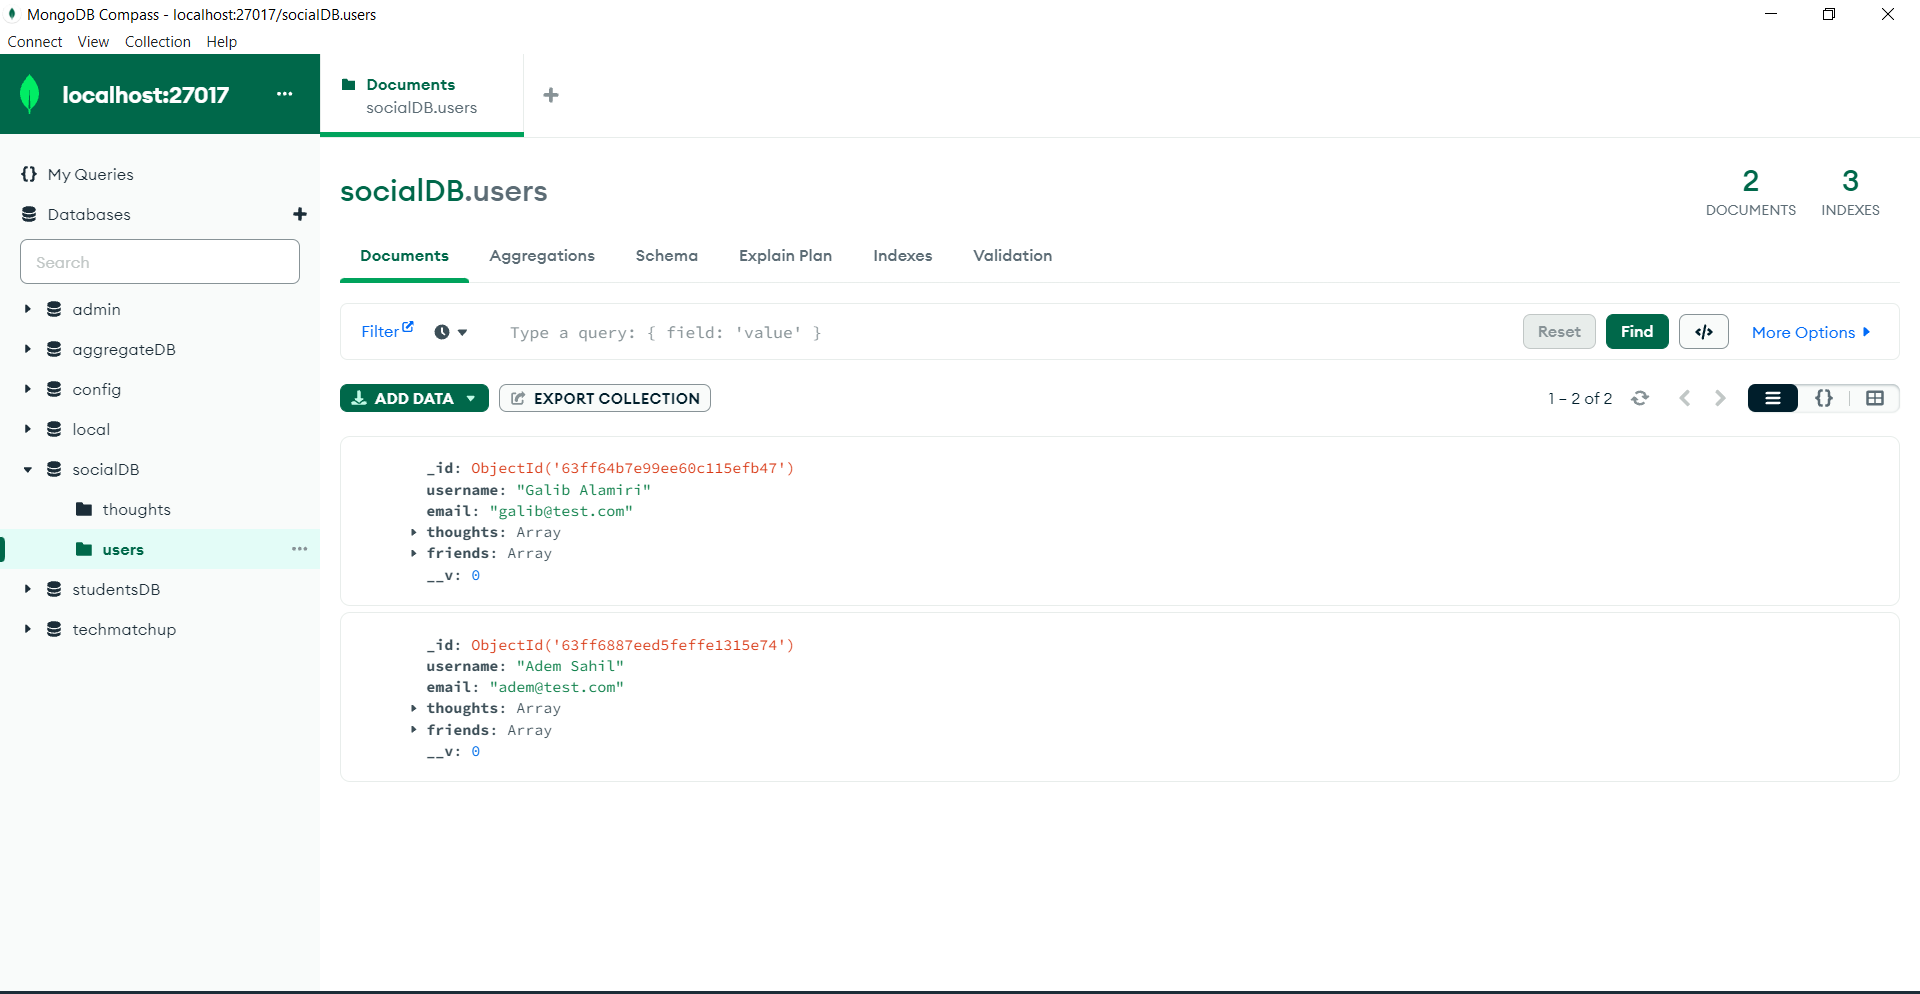 MongoDB Compass - localhost:27017/socialDB.users
Connect View Collection Help
localhost:27017
My Queries
Databases
Search
admin
aggregateDB
config
local
socialDB
thoughts
users
studentsDB
techmatchup
Documents
socialDB.users
socialDB.users
2
DOCUMENTS
3
INDEXES
Documents Aggregations Schema Explain Plan Indexes Validation
Filter Type a query: { field: 'value' } Reset Find </> More Options
ADD DATA EXPORT COLLECTION 1 – 2 of 2 {}
_id: ObjectId('63ff64b7e99ee60c115efb47')
username: "Galib Alamiri"
email: "galib@test.com"
thoughts: Array
friends: Array
__v: 0
_id: ObjectId('63ff6887eed5feffe1315e74')
username: "Adem Sahil"
email: "adem@test.com"
thoughts: Array
friends: Array
__v: 0